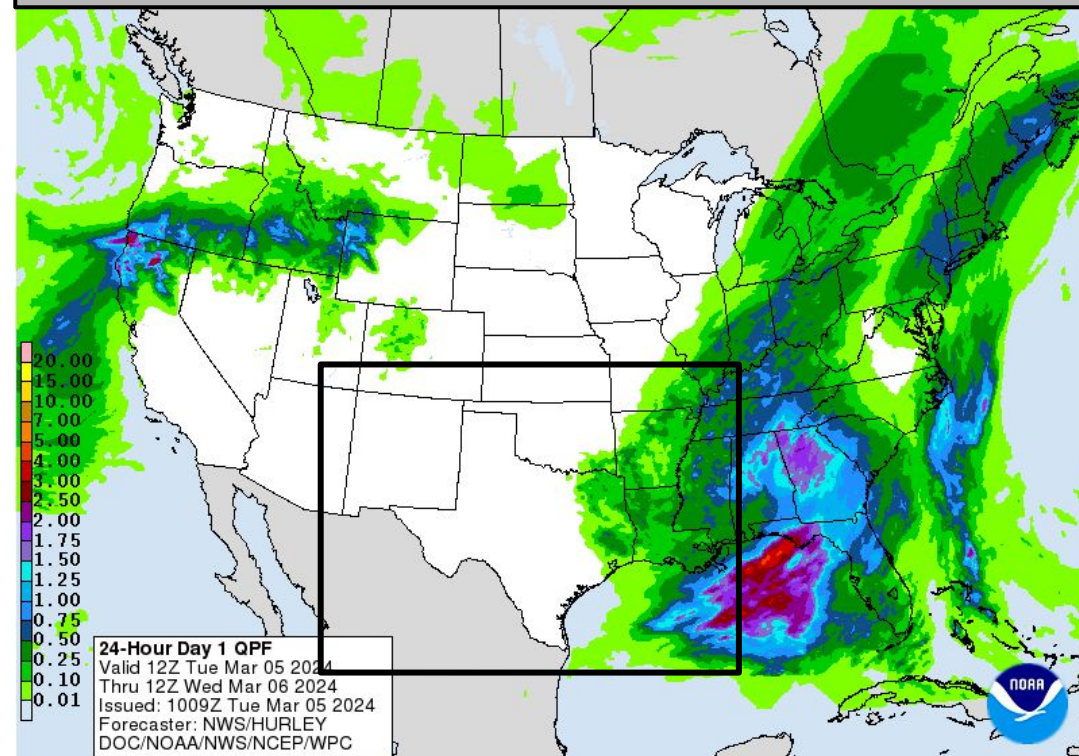 20.00
15.00
10.00
7.00
5.00
4.00
3.00
2.50
2.00
1.75
1.50
1.25
1.00
0.75
0.50
0.25
0.10
0.01
24-Hour Day 1 QPF
Valid 12Z Tue Mar 05 2024
Thru 12Z Wed Mar 06 2024
Issued: 1009Z Tue Mar 05 2024
Forecaster: NWS/HURLEY
DOC/NOAA/NWS/NCEP/WPC
NOAA